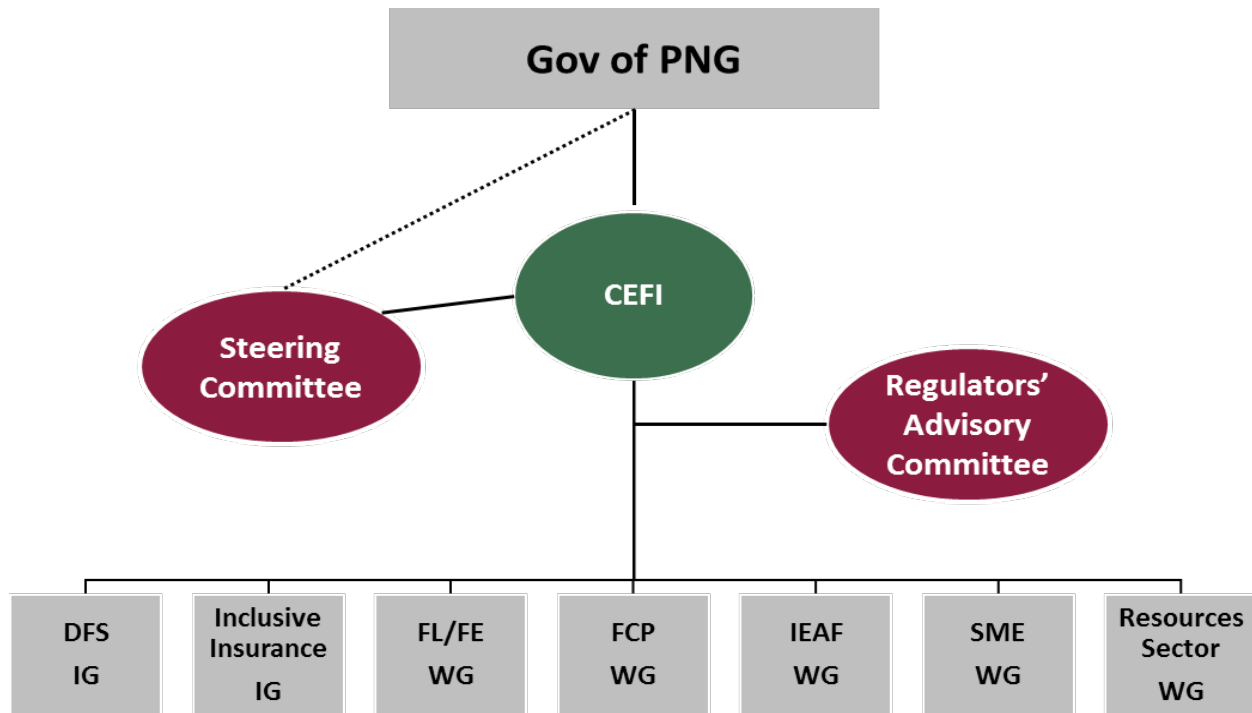 Gov of PNG
CEFI
Steering
Committee
Regulators’
Advisory
Committee
DFS
IG
Inclusive
Insurance
IG
FL/FE
WG
FCP
WG
IEAF
WG
SME
WG
Resources
Sector
WG